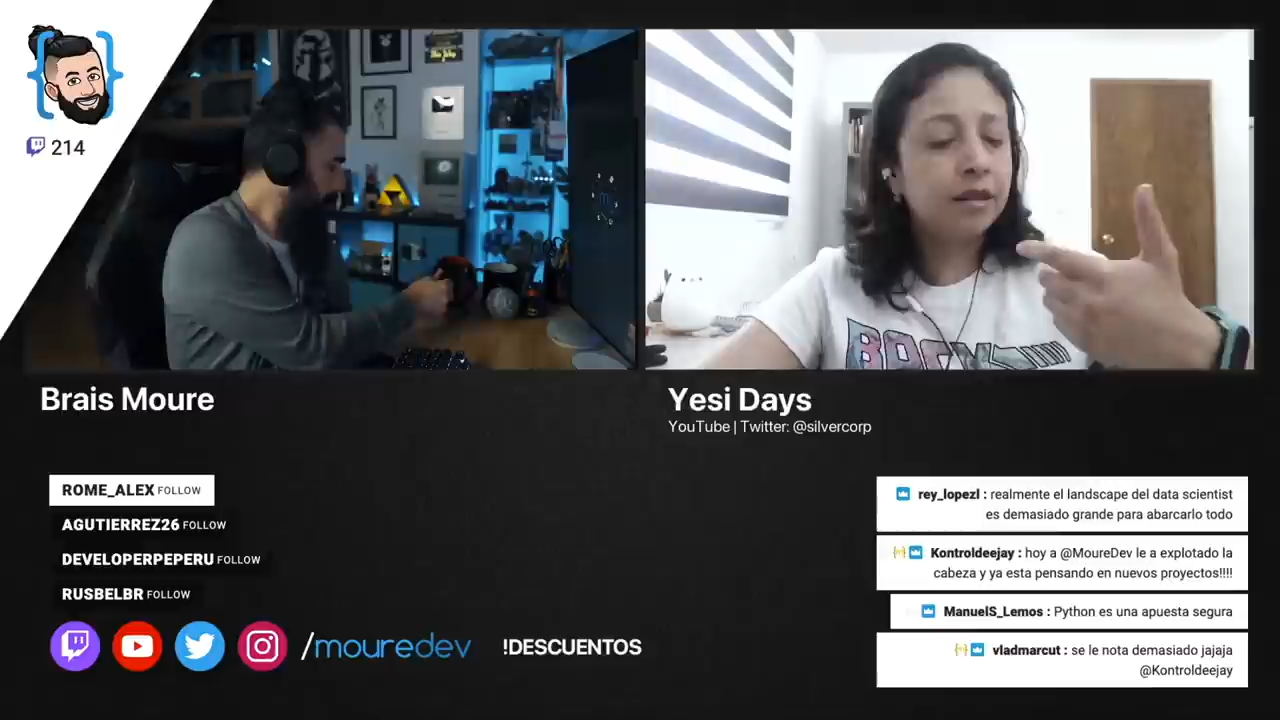 214
Brais Moure
Yesi Days
YouTube | Twitter: @silvercorp
ROME_ALEX FOLLOW
AGUTIERREZ26 FOLLOW
DEVELOPERPEPERU FOLLOW
RUSBELBR FOLLOW
/mouredev
!DESCUENTOS
rey_lopezl : realmente el landscape del data scientist
es demasiado grande para abarcarlo todo
Kontroldeejay : hoy a @MoureDev le a explotado la
cabeza y ya esta pensando en nuevos proyectos!!!!
ManuelS_Lemos : Python es una apuesta segura
vladmarcut : se le nota demasiado jajaja
@Kontroldeejay